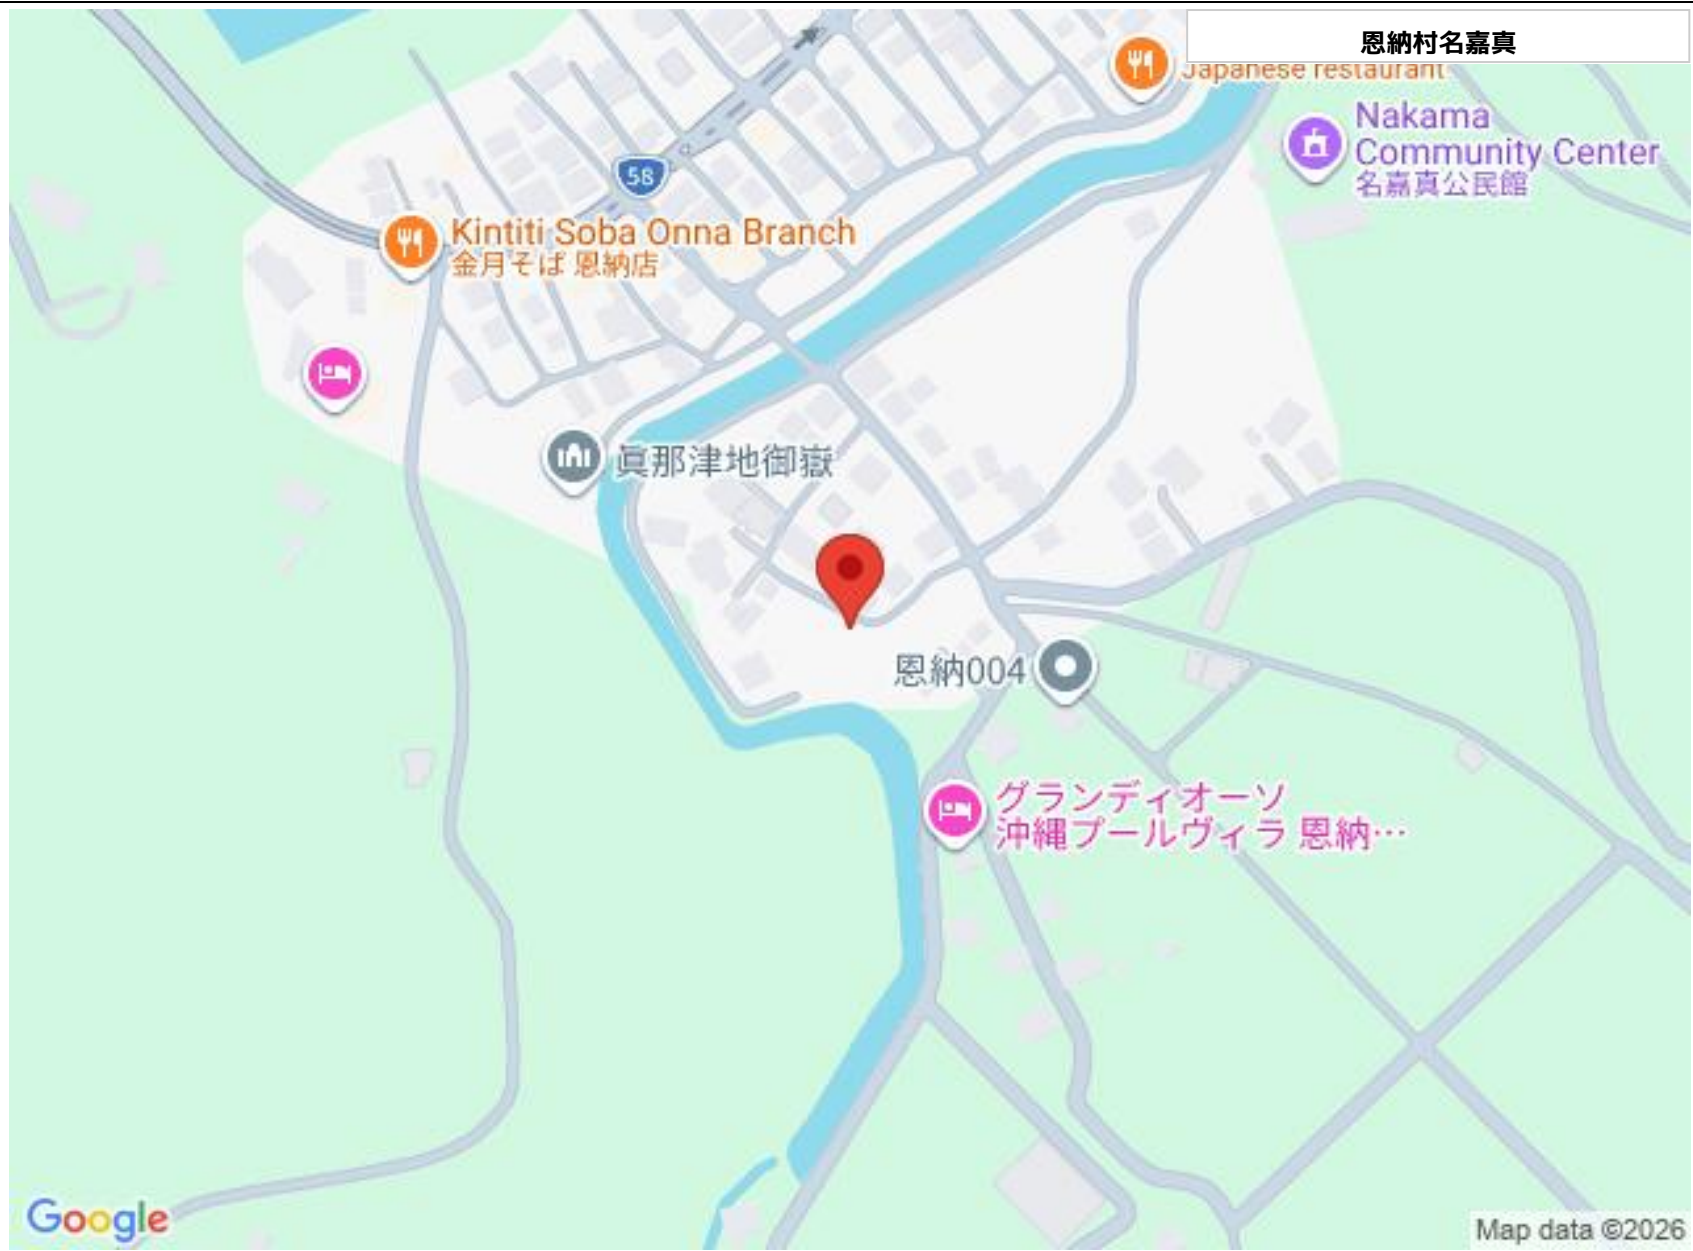 恩納村名嘉真
Japanese restaurant
Nakama
Community Center
名嘉真公民館
58
Kintiti Soba Onna Branch
金月そば 恩納店
眞那津地御嶽
恩納004
グランディオーソ
沖縄プールヴィラ 恩納…
Google
Map data ©2026